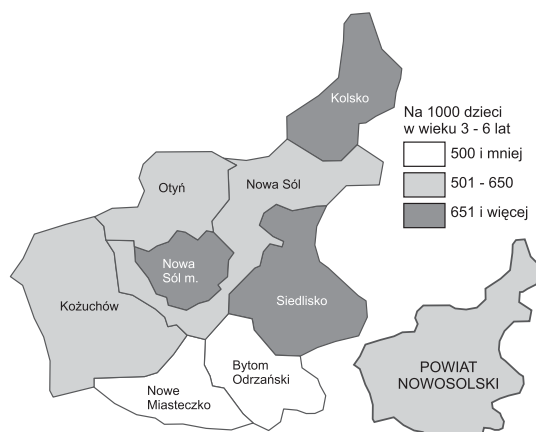 Kolsko
Na 1000 dzieci
w wieku 3 - 6 lat
500 i mniej
501 - 650
651 i więcej
Otyń
Nowa Sól
Nowa
Sól m.
Siedlisko
Kożuchów
Bytom
Odrzański
Nowe
Miasteczko
POWIAT
NOWOSOLSKI